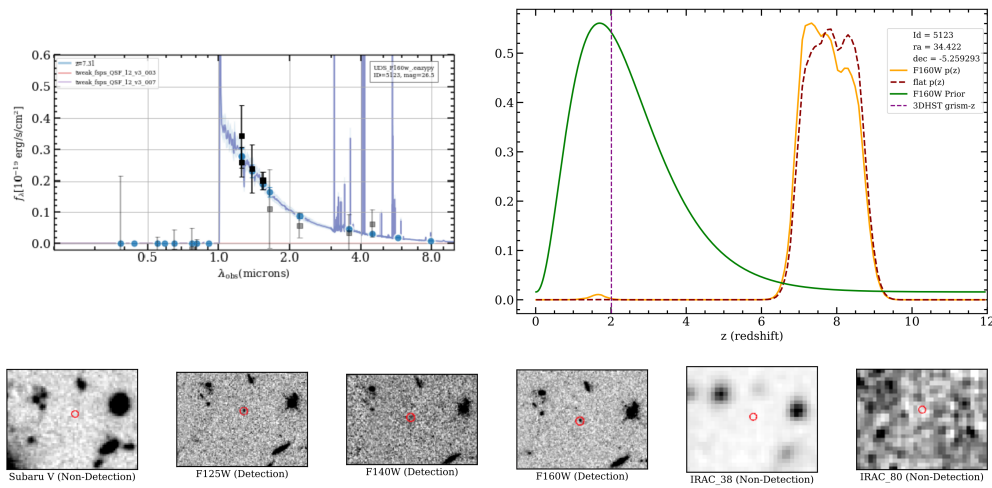 z=7.31
tweak_fsps_QSF_12_v3_003
tweak_fsps_QSF_12_v3_007
UDS_F160w_.eazypy
ID=5123, mag=26.5
f_λ[10⁻¹⁹ erg/s/cm²]
0.6
0.5
0.4
0.3
0.2
0.1
0.0
0.5 1.0 2.0 4.0 8.0
λ_obs(microns)
Id = 5123
ra = 34.422
dec = -5.259293
F160W p(z)
flat p(z)
F160W Prior
3DHST grism-z
0.5
0.4
0.3
0.2
0.1
0.0
0 2 4 6 8 10 12
z (redshift)
Subaru V (Non-Detection)
F125W (Detection)
F140W (Detection)
F160W (Detection)
IRAC_38 (Non-Detection)
IRAC_80 (Non-Detection)